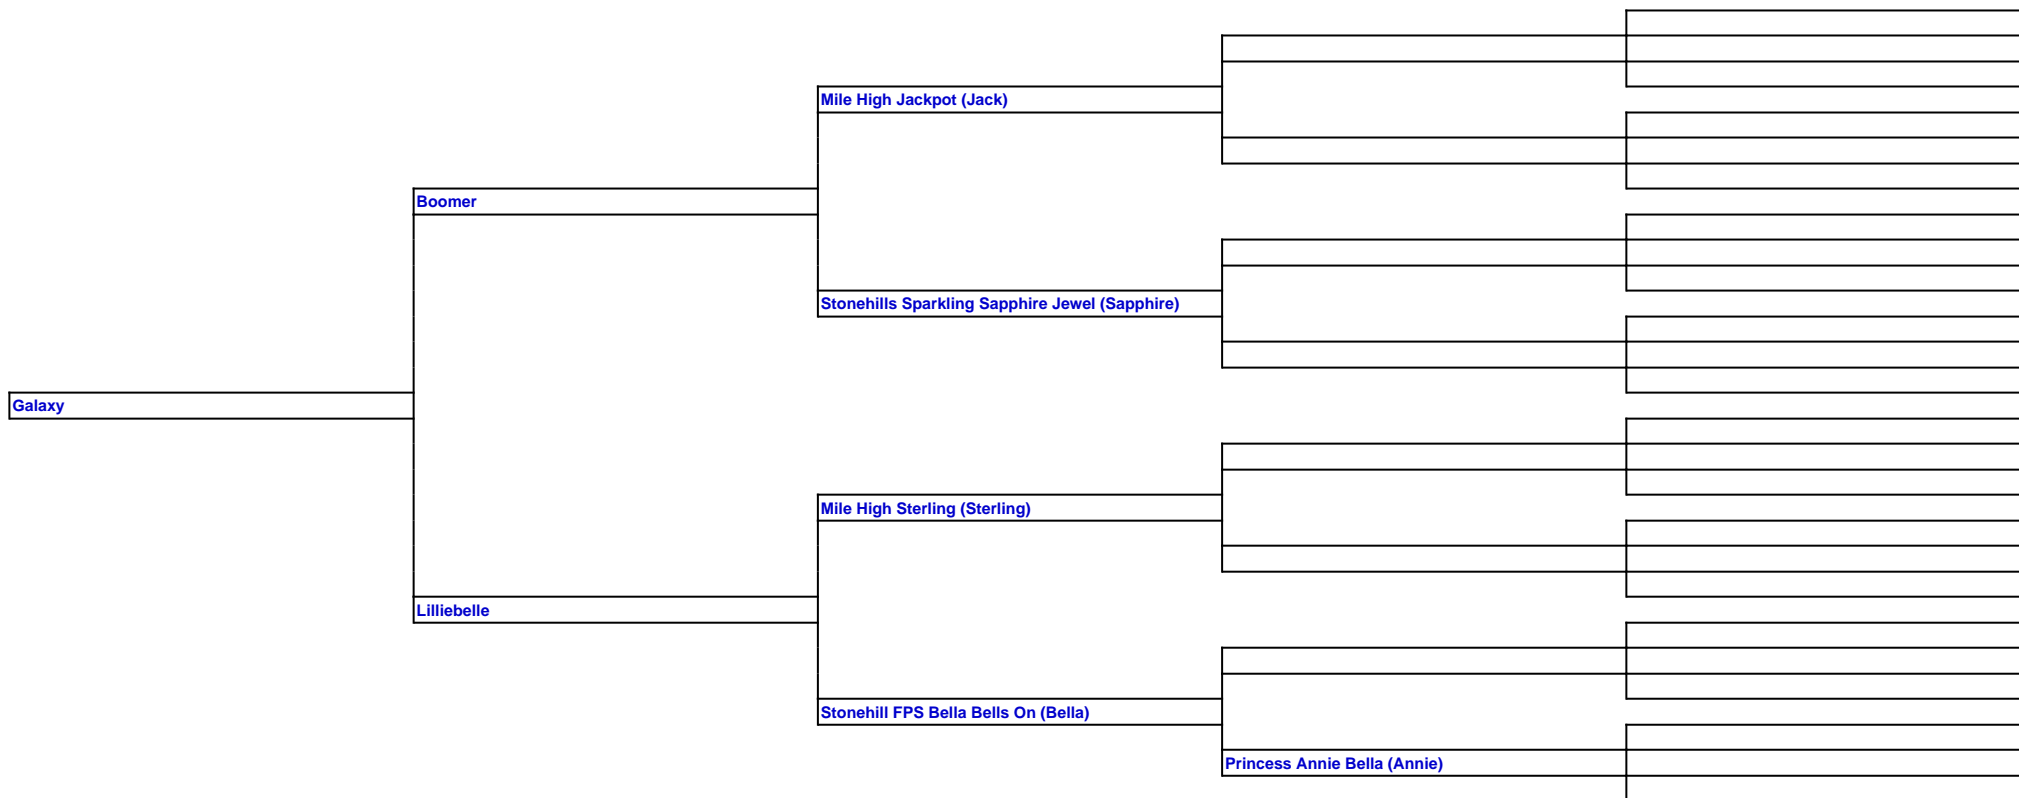 Mile High Jackpot (Jack)
Boomer
Stonehills Sparkling Sapphire Jewel (Sapphire)
Galaxy
Mile High Sterling (Sterling)
Lilliebelle
Stonehill FPS Bella Bells On (Bella)
Princess Annie Bella (Annie)